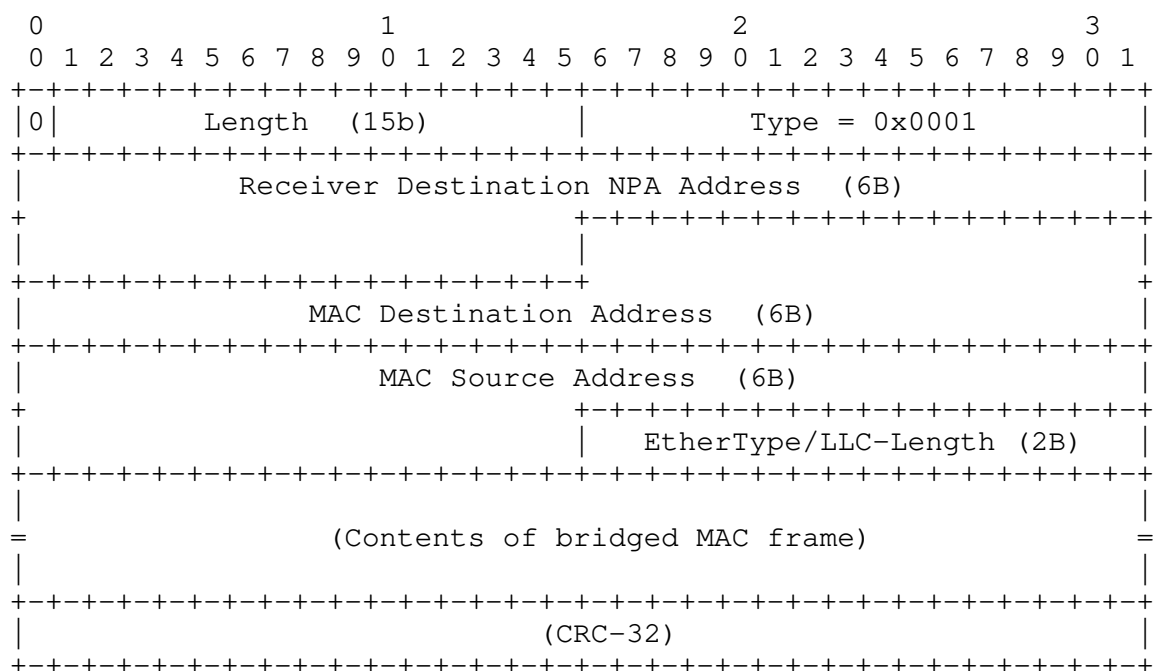 0 1 2 3
0 1 2 3 4 5 6 7 8 9 0 1 2 3 4 5 6 7 8 9 0 1 2 3 4 5 6 7 8 9 0 1
+-+-+-+-+-+-+-+-+-+-+-+-+-+-+-+-+-+-+-+-+-+-+-+-+-+-+-+-+-+-+-+-+
|0| Length (15b) | Type = 0x0001 |
+-+-+-+-+-+-+-+-+-+-+-+-+-+-+-+-+-+-+-+-+-+-+-+-+-+-+-+-+-+-+-+-+
| Receiver Destination NPA Address (6B) |
+ +-+-+-+-+-+-+-+-+-+-+-+-+-+-+-+-+
| | |
+-+-+-+-+-+-+-+-+-+-+-+-+-+-+-+-+ +
| MAC Destination Address (6B) |
+-+-+-+-+-+-+-+-+-+-+-+-+-+-+-+-+-+-+-+-+-+-+-+-+-+-+-+-+-+-+-+-+
| MAC Source Address (6B) |
+ +-+-+-+-+-+-+-+-+-+-+-+-+-+-+-+-+
| | EtherType/LLC-Length (2B) |
+-+-+-+-+-+-+-+-+-+-+-+-+-+-+-+-+-+-+-+-+-+-+-+-+-+-+-+-+-+-+-+-+
| |
= (Contents of bridged MAC frame) =
| |
+-+-+-+-+-+-+-+-+-+-+-+-+-+-+-+-+-+-+-+-+-+-+-+-+-+-+-+-+-+-+-+-+
| (CRC-32) |
+-+-+-+-+-+-+-+-+-+-+-+-+-+-+-+-+-+-+-+-+-+-+-+-+-+-+-+-+-+-+-+-+